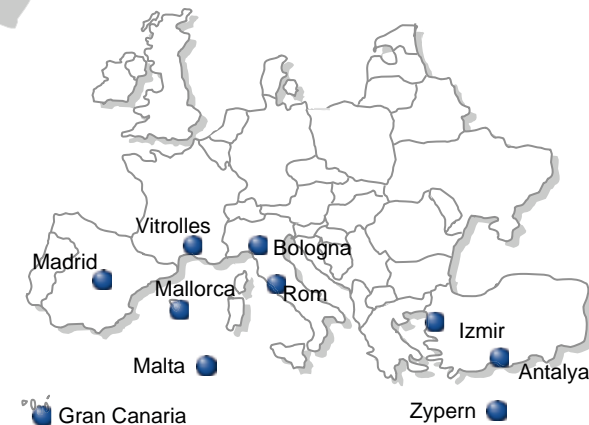 Vitrolles
Bologna
Madrid
Mallorca
Rom
Izmir
Malta
Antalya
Gran Canaria
Zypern